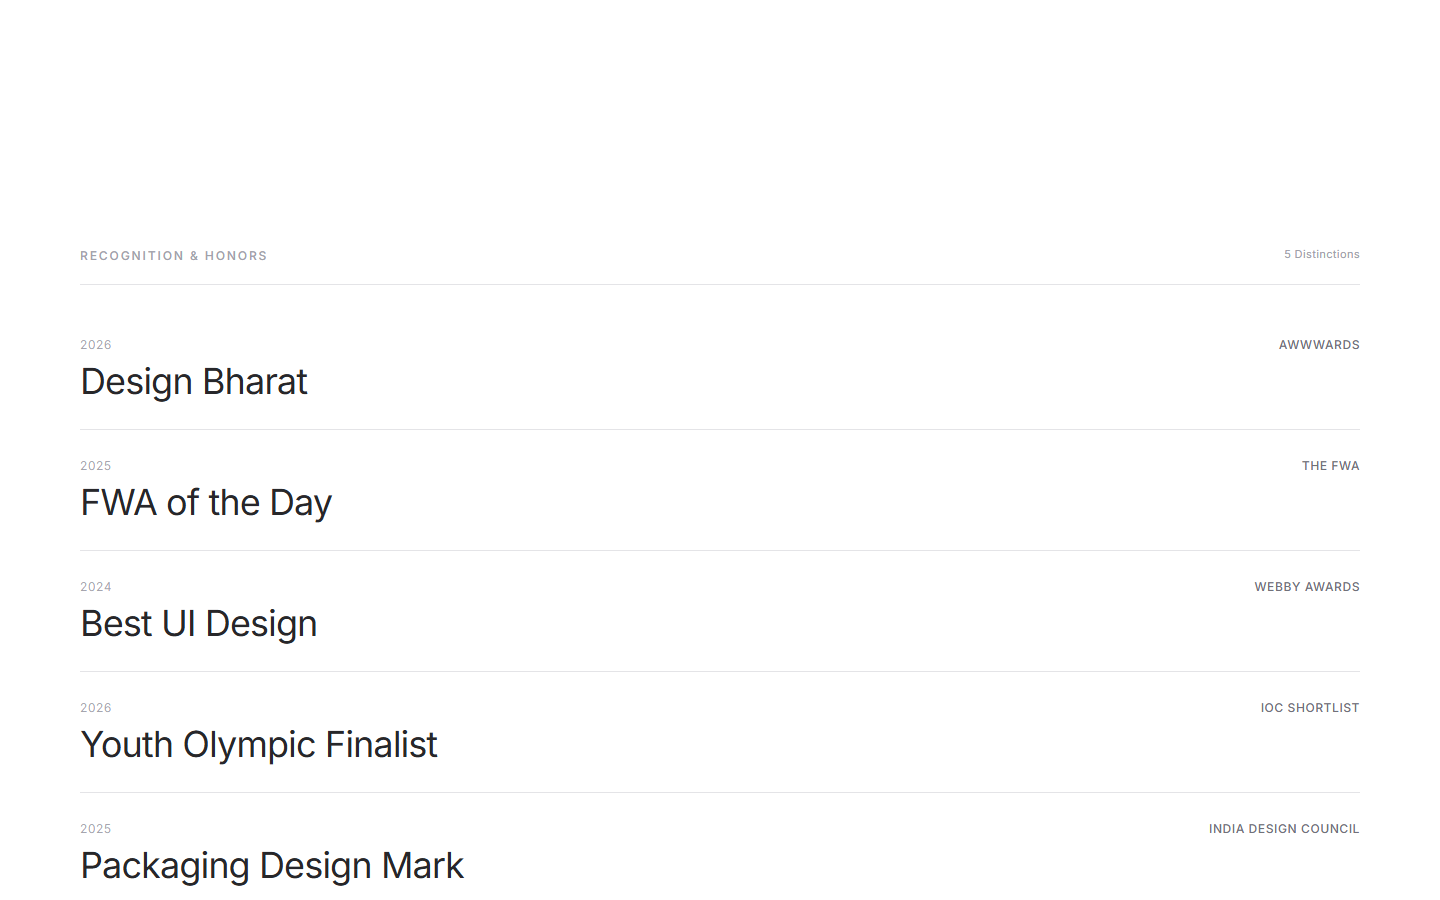 RECOGNITION & HONORS
5 Distinctions
2026
AWWWARDS
Design Bharat
2025
THE FWA
FWA of the Day
2024
WEBBY AWARDS
Best UI Design
2026
IOC SHORTLIST
Youth Olympic Finalist
2025
INDIA DESIGN COUNCIL
Packaging Design Mark